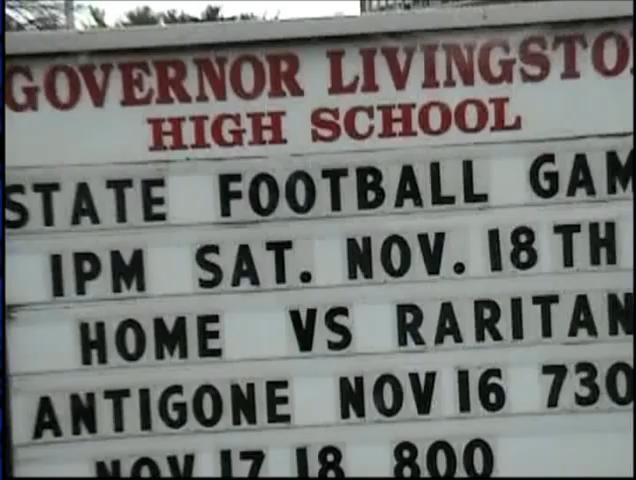 GOVERNOR LIVINGSTO
HIGH SCHOOL
STATE FOOTBALL GAM
1PM SAT. NOV. 18TH
HOME VS RARITAN
ANTIGONE NOV 16 730
NOV 17 18 800